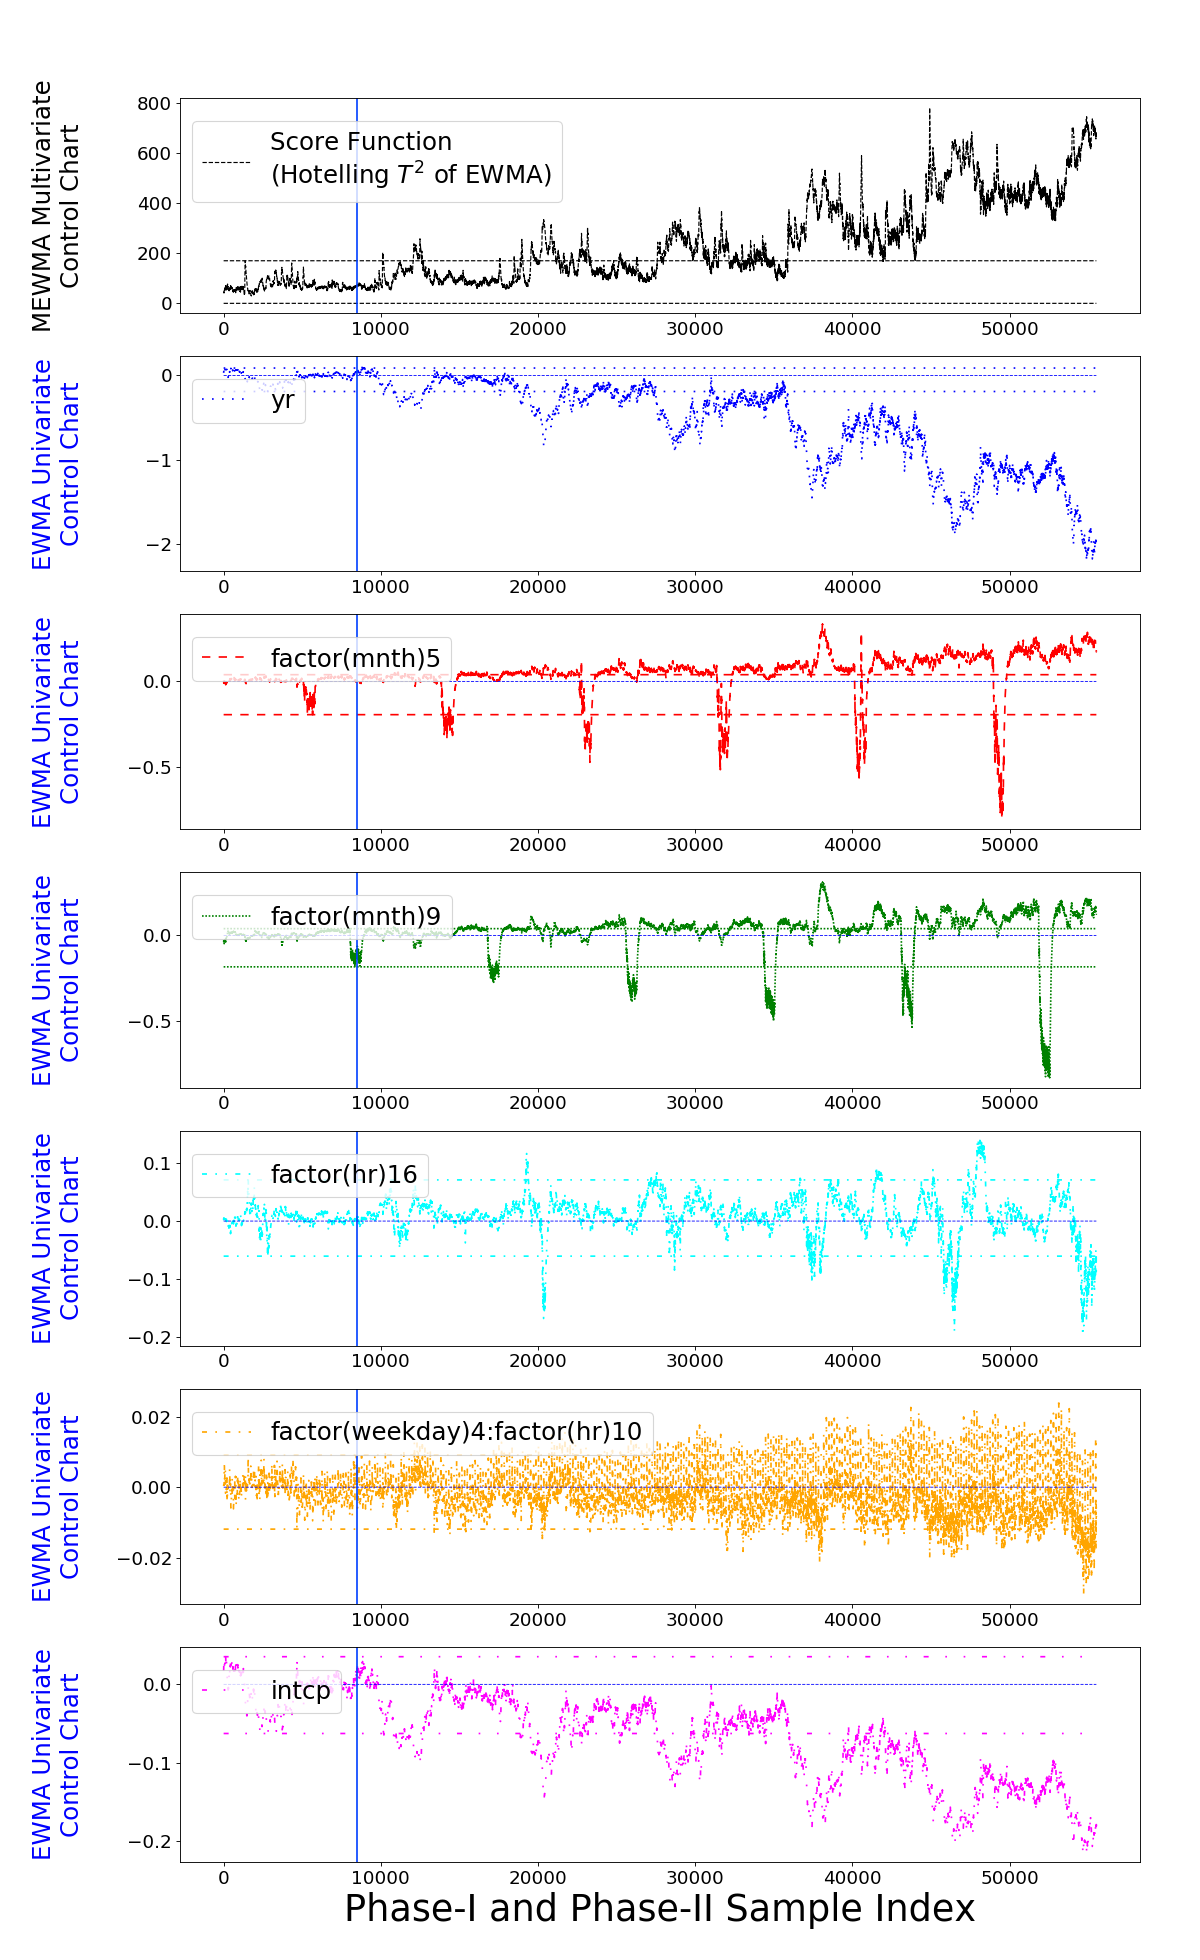 MEWMA Multivariate
Control Chart
800
600
400
200
0
Score Function
(Hotelling T² of EWMA)
0 10000 20000 30000 40000 50000
EWMA Univariate
Control Chart
0
−1
−2
yr
0 10000 20000 30000 40000 50000
EWMA Univariate
Control Chart
0.0
−0.5
factor(mnth)5
0 10000 20000 30000 40000 50000
EWMA Univariate
Control Chart
0.0
−0.5
factor(mnth)9
0 10000 20000 30000 40000 50000
EWMA Univariate
Control Chart
0.1
0.0
−0.1
−0.2
factor(hr)16
0 10000 20000 30000 40000 50000
EWMA Univariate
Control Chart
0.02
0.00
−0.02
factor(weekday)4:factor(hr)10
0 10000 20000 30000 40000 50000
EWMA Univariate
Control Chart
0.0
−0.1
−0.2
intcp
0 10000 20000 30000 40000 50000
Phase-I and Phase-II Sample Index